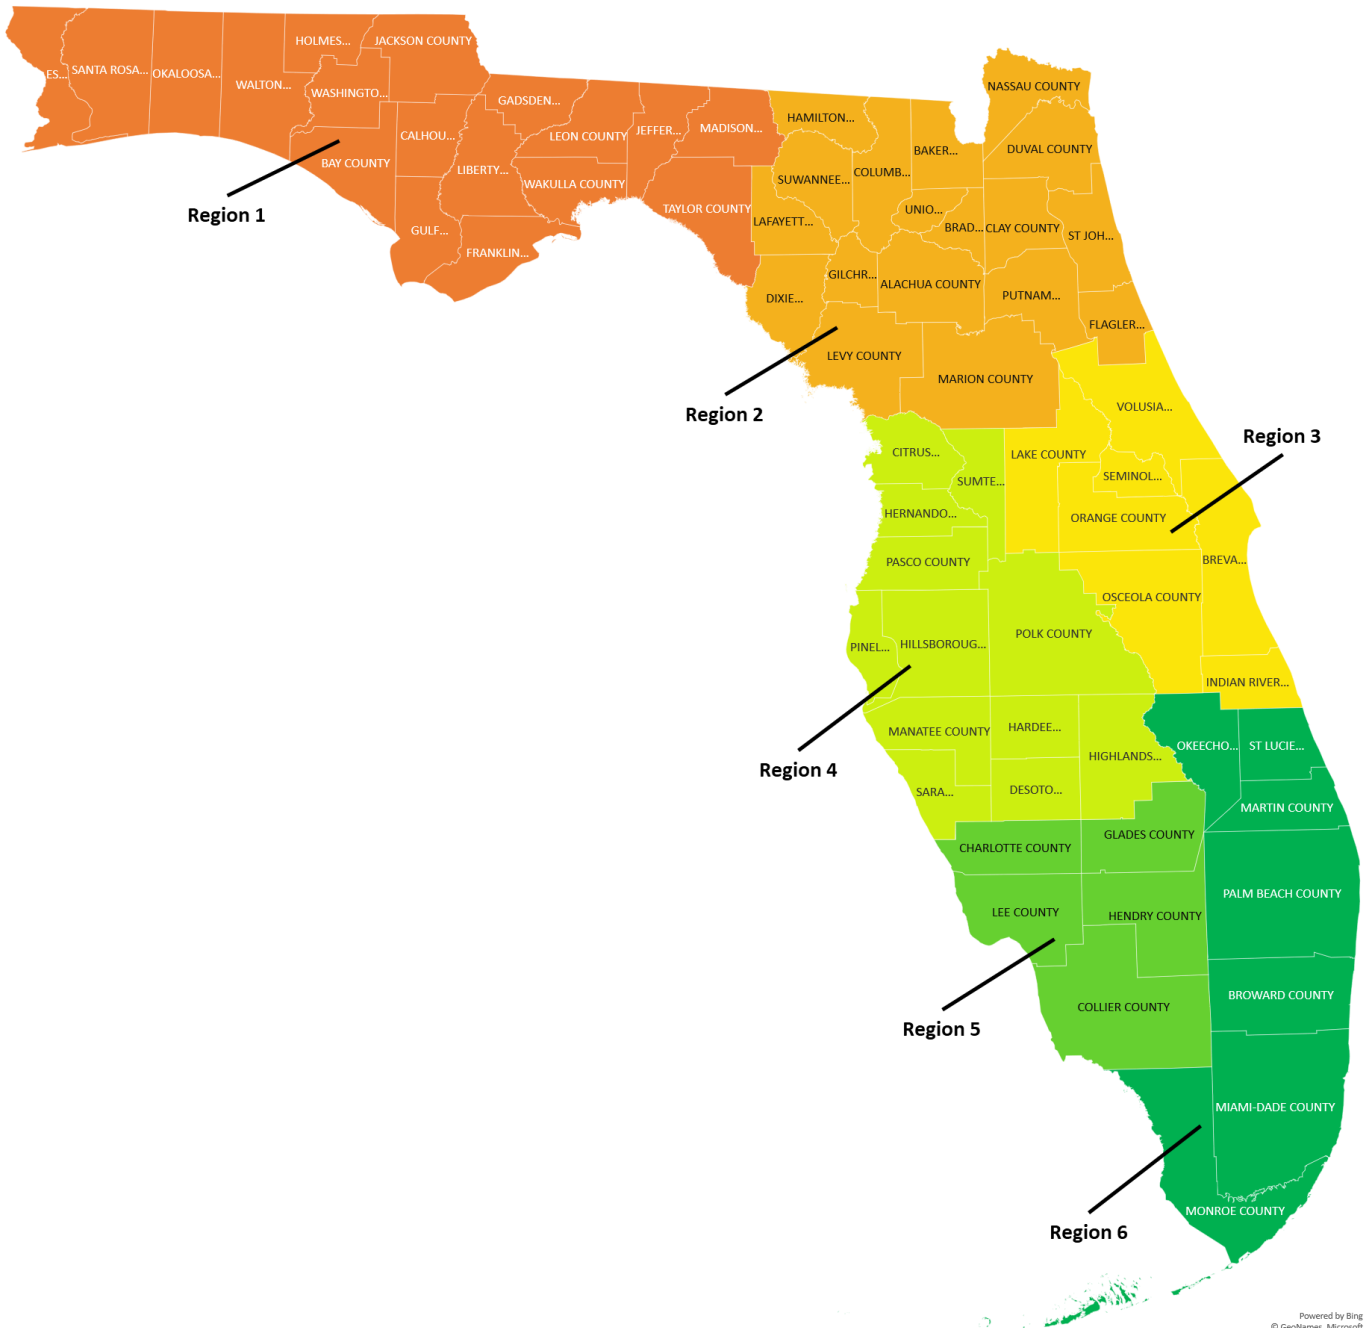 HOLMES...
JACKSON COUNTY
ES...
SANTA ROSA...
OKALOOSA...
WALTON...
WASHINGTO...
GADSDEN...
LEON COUNTY
JEFFER...
MADISON...
CALHOU...
BAY COUNTY
LIBERTY...
WAKULLA COUNTY
TAYLOR COUNTY
GULF...
FRANKLIN...
Region 1
NASSAU COUNTY
HAMILTON...
BAKER...
DUVAL COUNTY
SUWANNEE...
COLUMB...
UNIO...
BRAD...
CLAY COUNTY
ST JOH...
LAFAYETT...
GILCHR...
ALACHUA COUNTY
PUTNAM...
DIXIE...
FLAGLER...
LEVY COUNTY
MARION COUNTY
Region 2
VOLUSIA...
Region 3
LAKE COUNTY
SEMINOL...
ORANGE COUNTY
BREVA...
OSCEOLA COUNTY
INDIAN RIVER...
CITRUS...
SUMTE...
HERNANDO...
PASCO COUNTY
PINEL...
HILLSBOROUG...
POLK COUNTY
MANATEE COUNTY
HARDEE...
HIGHLANDS...
SARA...
DESOTO...
Region 4
OKEECHO...
ST LUCIE...
MARTIN COUNTY
CHARLOTTE COUNTY
GLADES COUNTY
LEE COUNTY
HENDRY COUNTY
PALM BEACH COUNTY
COLLIER COUNTY
BROWARD COUNTY
Region 5
MIAMI-DADE COUNTY
MONROE COUNTY
Region 6
Powered by Bing
© GeoNames, Microsoft